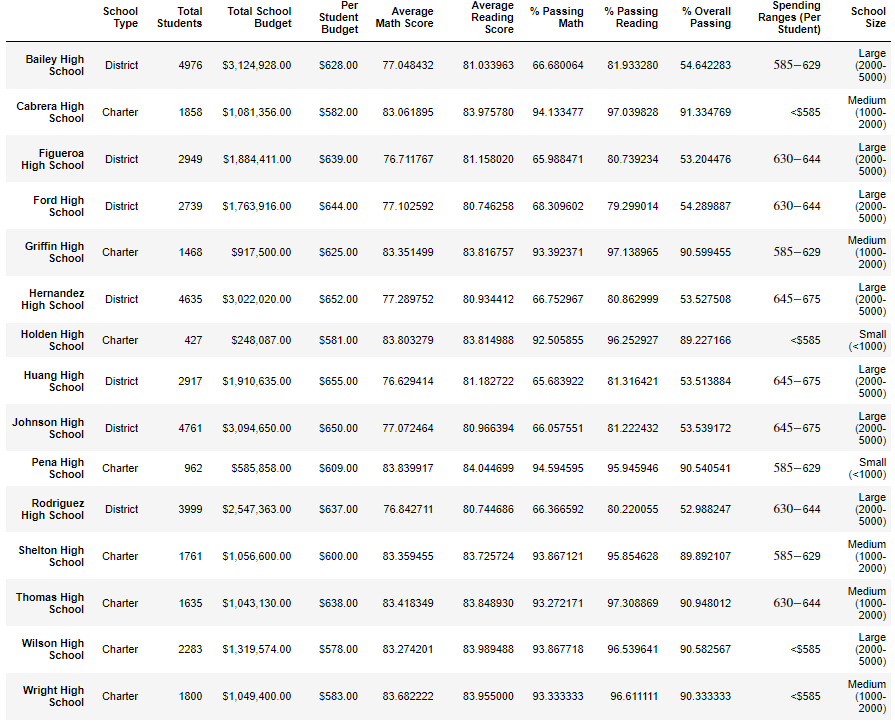 School Type Total Students Total School Budget Per Student Budget Average Math Score Average Reading Score % Passing Math % Passing Reading % Overall Passing Spending Ranges (Per Student) School Size
Bailey High School District 4976 $3,124,928.00 $628.00 77.048432 81.033963 66.680064 81.933280 54.642283 585−629 Large (2000-5000)
Cabrera High School Charter 1858 $1,081,356.00 $582.00 83.061895 83.975780 94.133477 97.039828 91.334769 <$585 Medium (1000-2000)
Figueroa High School District 2949 $1,884,411.00 $639.00 76.711767 81.158020 65.988471 80.739234 53.204476 630−644 Large (2000-5000)
Ford High School District 2739 $1,763,916.00 $644.00 77.102592 80.746258 68.309602 79.299014 54.289887 630−644 Large (2000-5000)
Griffin High School Charter 1468 $917,500.00 $625.00 83.351499 83.816757 93.392371 97.138965 90.599455 585−629 Medium (1000-2000)
Hernandez High School District 4635 $3,022,020.00 $652.00 77.289752 80.934412 66.752967 80.862999 53.527508 645−675 Large (2000-5000)
Holden High School Charter 427 $248,087.00 $581.00 83.803279 83.814988 92.505855 96.252927 89.227166 <$585 Small (<1000)
Huang High School District 2917 $1,910,635.00 $655.00 76.629414 81.182722 65.683922 81.316421 53.513884 645−675 Large (2000-5000)
Johnson High School District 4761 $3,094,650.00 $650.00 77.072464 80.966394 66.057551 81.222432 53.539172 645−675 Large (2000-5000)
Pena High School Charter 962 $585,858.00 $609.00 83.839917 84.044699 94.594595 95.945946 90.540541 585−629 Small (<1000)
Rodriguez High School District 3999 $2,547,363.00 $637.00 76.842711 80.744686 66.366592 80.220055 52.988247 630−644 Large (2000-5000)
Shelton High School Charter 1761 $1,056,600.00 $600.00 83.359455 83.725724 93.867121 95.854628 89.892107 585−629 Medium (1000-2000)
Thomas High School Charter 1635 $1,043,130.00 $638.00 83.418349 83.848930 93.272171 97.308869 90.948012 630−644 Medium (1000-2000)
Wilson High School Charter 2283 $1,319,574.00 $578.00 83.274201 83.989488 93.867718 96.539641 90.582567 <$585 Large (2000-5000)
Wright High School Charter 1800 $1,049,400.00 $583.00 83.682222 83.955000 93.333333 96.611111 90.333333 <$585 Medium (1000-2000)